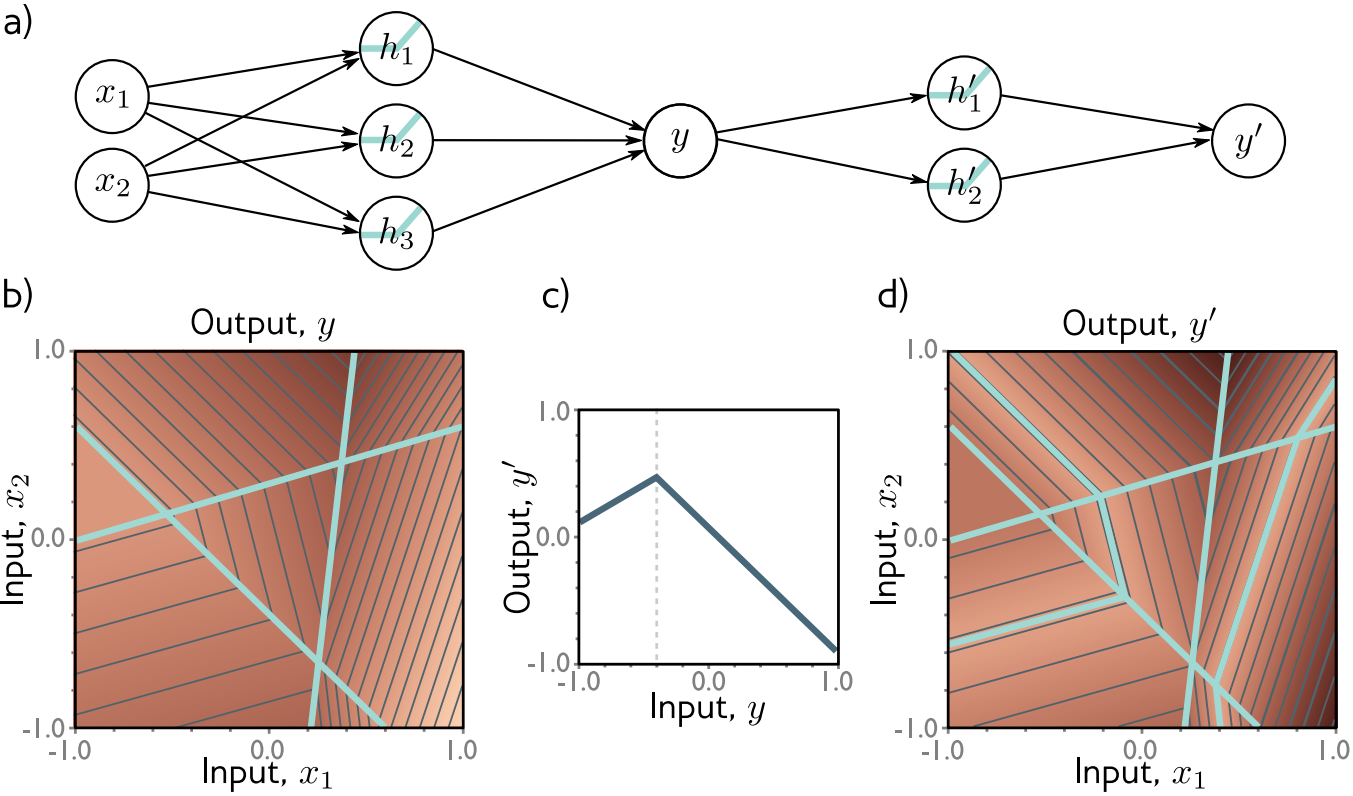 a)
x₁
x₂
h₁
h₂
h₃
y
h′₁
h′₂
y′
b)
Output, y
1.0
0.0
-1.0
Input, x₂
-1.0 0.0 1.0
Input, x₁
c)
1.0
0.0
-1.0
Output, y′
-1.0 0.0 1.0
Input, y
d)
Output, y′
1.0
0.0
-1.0
Input, x₂
-1.0 0.0 1.0
Input, x₁